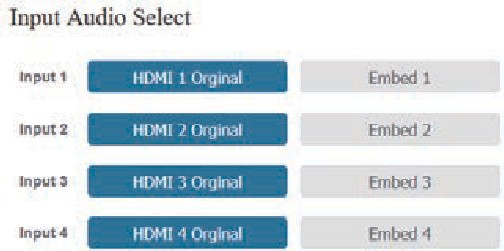 Input Audio Select
Input 1 HDMI 1 Orginal Embed 1
Input 2 HDMI 2 Orginal Embed 2
Input 3 HDMI 3 Orginal Embed 3
Input 4 HDMI 4 Orginal Embed 4